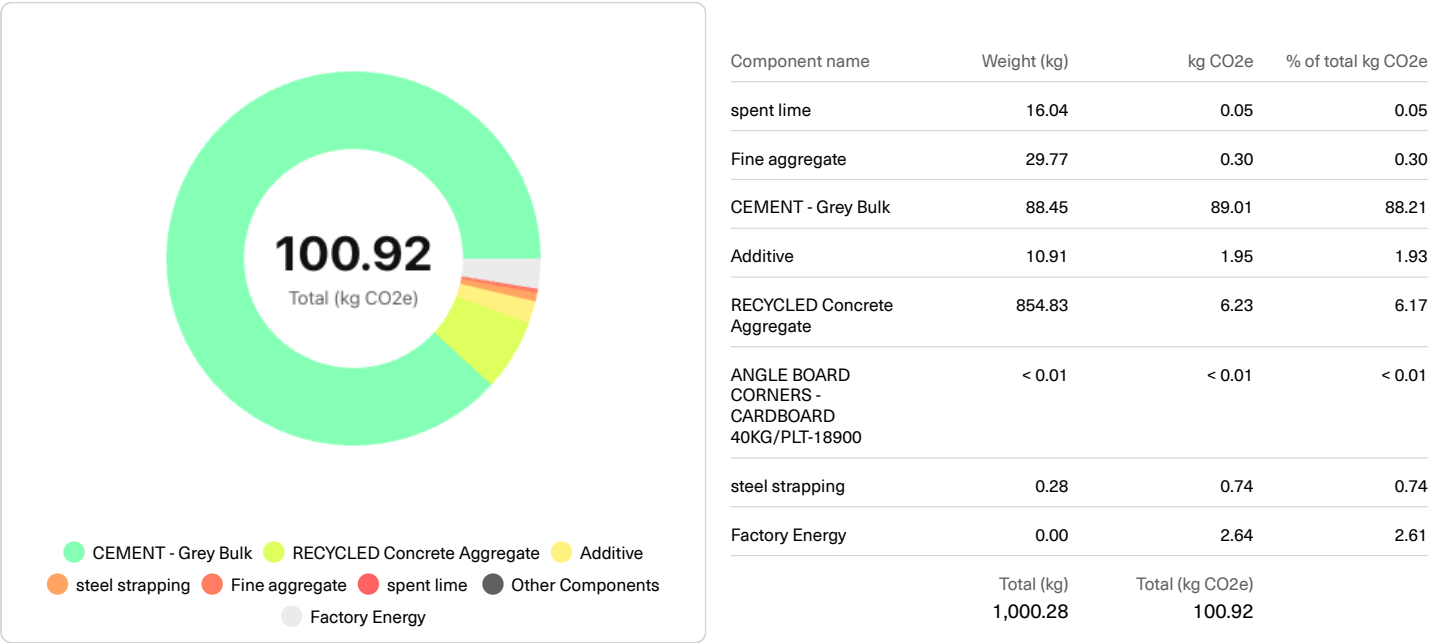 100.92
Total (kg CO2e)
CEMENT - Grey Bulk RECYCLED Concrete Aggregate Additive
steel strapping Fine aggregate spent lime Other Components
Factory Energy
Component name Weight (kg) kg CO2e % of total kg CO2e
spent lime 16.04 0.05 0.05
Fine aggregate 29.77 0.30 0.30
CEMENT - Grey Bulk 88.45 89.01 88.21
Additive 10.91 1.95 1.93
RECYCLED Concrete 854.83 6.23 6.17
Aggregate
ANGLE BOARD < 0.01 < 0.01 < 0.01
CORNERS -
CARDBOARD
40KG/PLT-18900
steel strapping 0.28 0.74 0.74
Factory Energy 0.00 2.64 2.61
Total (kg) Total (kg CO2e)
1,000.28 100.92